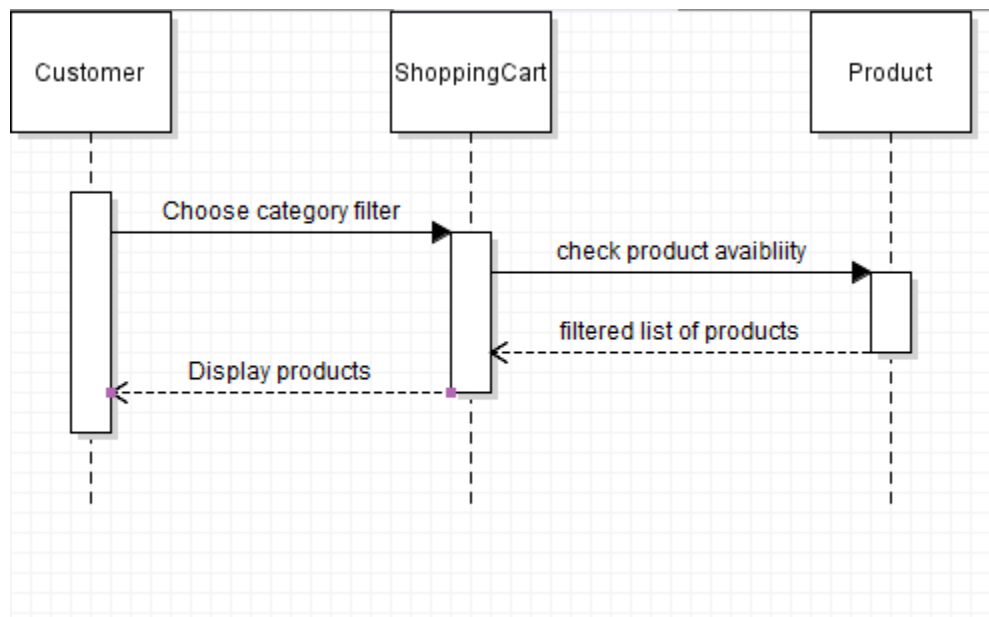 Customer
ShoppingCart
Product
Choose category filter
check product avaibliity
filtered list of products
Display products